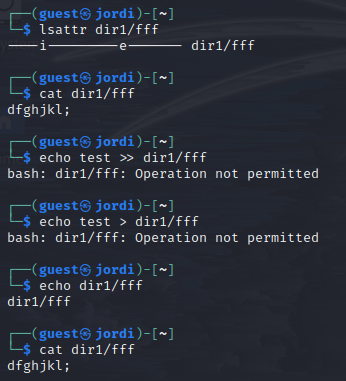 ┌──(guest㉿jordi)-[~]
└─$ lsattr dir1/fff
----i---------e------- dir1/fff
┌──(guest㉿jordi)-[~]
└─$ cat dir1/fff
dfghjkl;
┌──(guest㉿jordi)-[~]
└─$ echo test >> dir1/fff
bash: dir1/fff: Operation not permitted
┌──(guest㉿jordi)-[~]
└─$ echo test > dir1/fff
bash: dir1/fff: Operation not permitted
┌──(guest㉿jordi)-[~]
└─$ echo dir1/fff
dir1/fff
┌──(guest㉿jordi)-[~]
└─$ cat dir1/fff
dfghjkl;